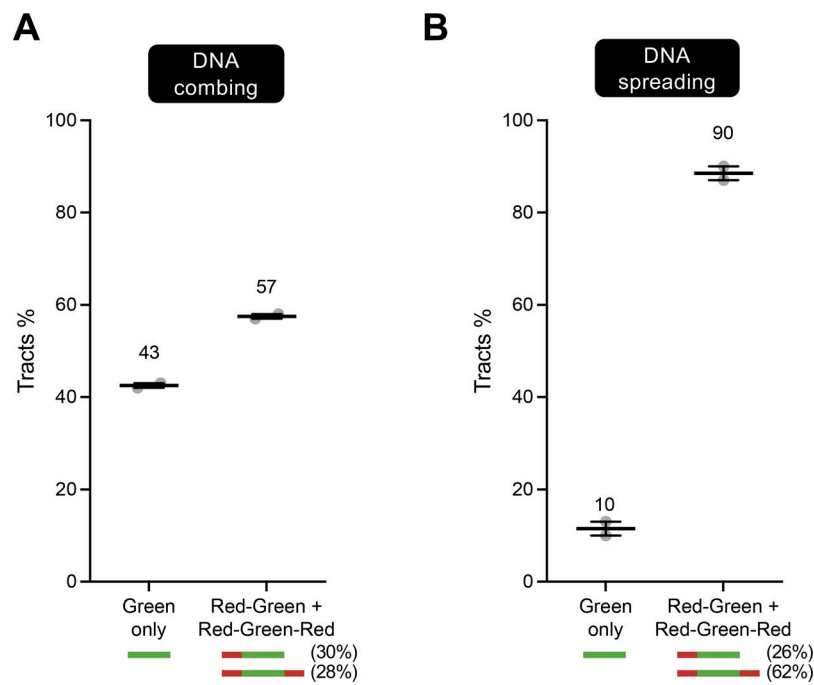 A
DNA
combing
Tracts %
100
80
60
40
20
0
43
57
Green
only
Red-Green +
Red-Green-Red
(30%)
(28%)
B
DNA
spreading
Tracts %
100
80
60
40
20
0
10
90
Green
only
Red-Green +
Red-Green-Red
(26%)
(62%)